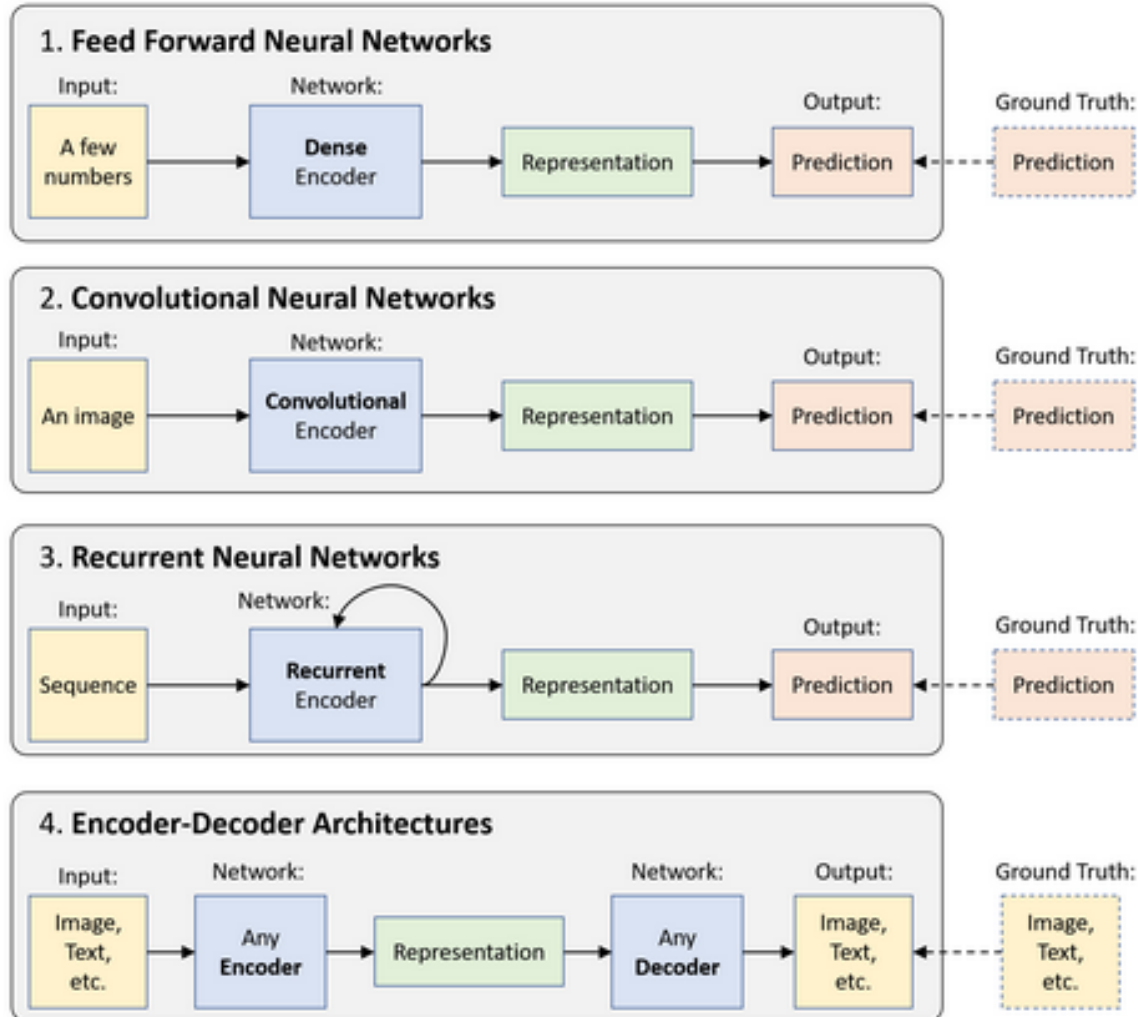 1. Feed Forward Neural Networks
Input:
Network:
Output:
Ground Truth:
A few
numbers
Dense
Encoder
Representation
Prediction
Prediction
2. Convolutional Neural Networks
Input:
Network:
Output:
Ground Truth:
An image
Convolutional
Encoder
Representation
Prediction
Prediction
3. Recurrent Neural Networks
Input:
Network:
Output:
Ground Truth:
Sequence
Recurrent
Encoder
Representation
Prediction
Prediction
4. Encoder-Decoder Architectures
Input:
Network:
Network:
Output:
Ground Truth:
Image,
Text,
etc.
Any
Encoder
Representation
Any
Decoder
Image,
Text,
etc.
Image,
Text,
etc.